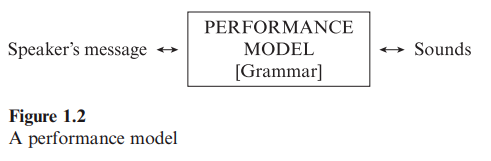 PERFORMANCE
Speaker’s message ↔ MODEL ↔ Sounds
[Grammar]
Figure 1.2
A performance model